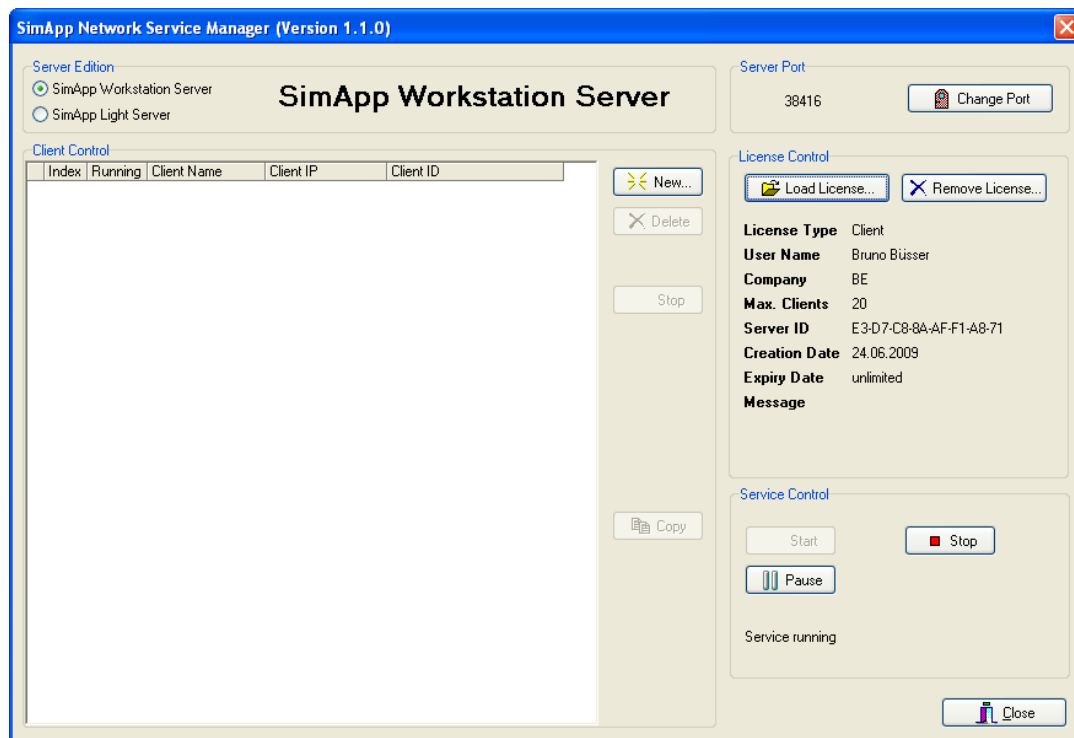 SimApp Network Service Manager (Version 1.1.0)
Server Edition
SimApp Workstation Server
SimApp Light Server
SimApp Workstation Server
Server Port
38416
Change Port
Client Control
Index Running Client Name Client IP Client ID
New...
Delete
Stop
Copy
License Control
Load License...
Remove License...
License Type Client
User Name Bruno Büsser
Company BE
Max. Clients 20
Server ID E3-D7-C8-8A-AF-F1-A8-71
Creation Date 24.06.2009
Expiry Date unlimited
Message
Service Control
Start
Stop
Pause
Service running
Close